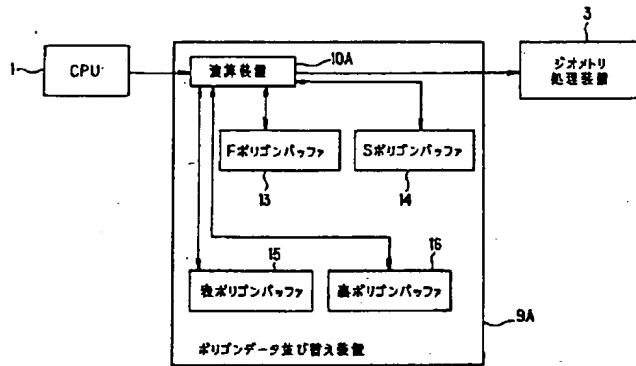 3
10A
1
CPU
演算装置
ジオメトリ
処理装置
Fポリゴンバッファ
Sポリゴンバッファ
13
14
15
16
表ポリゴンバッファ
裏ポリゴンバッファ
9A
ポリゴンデータ並び替え装置